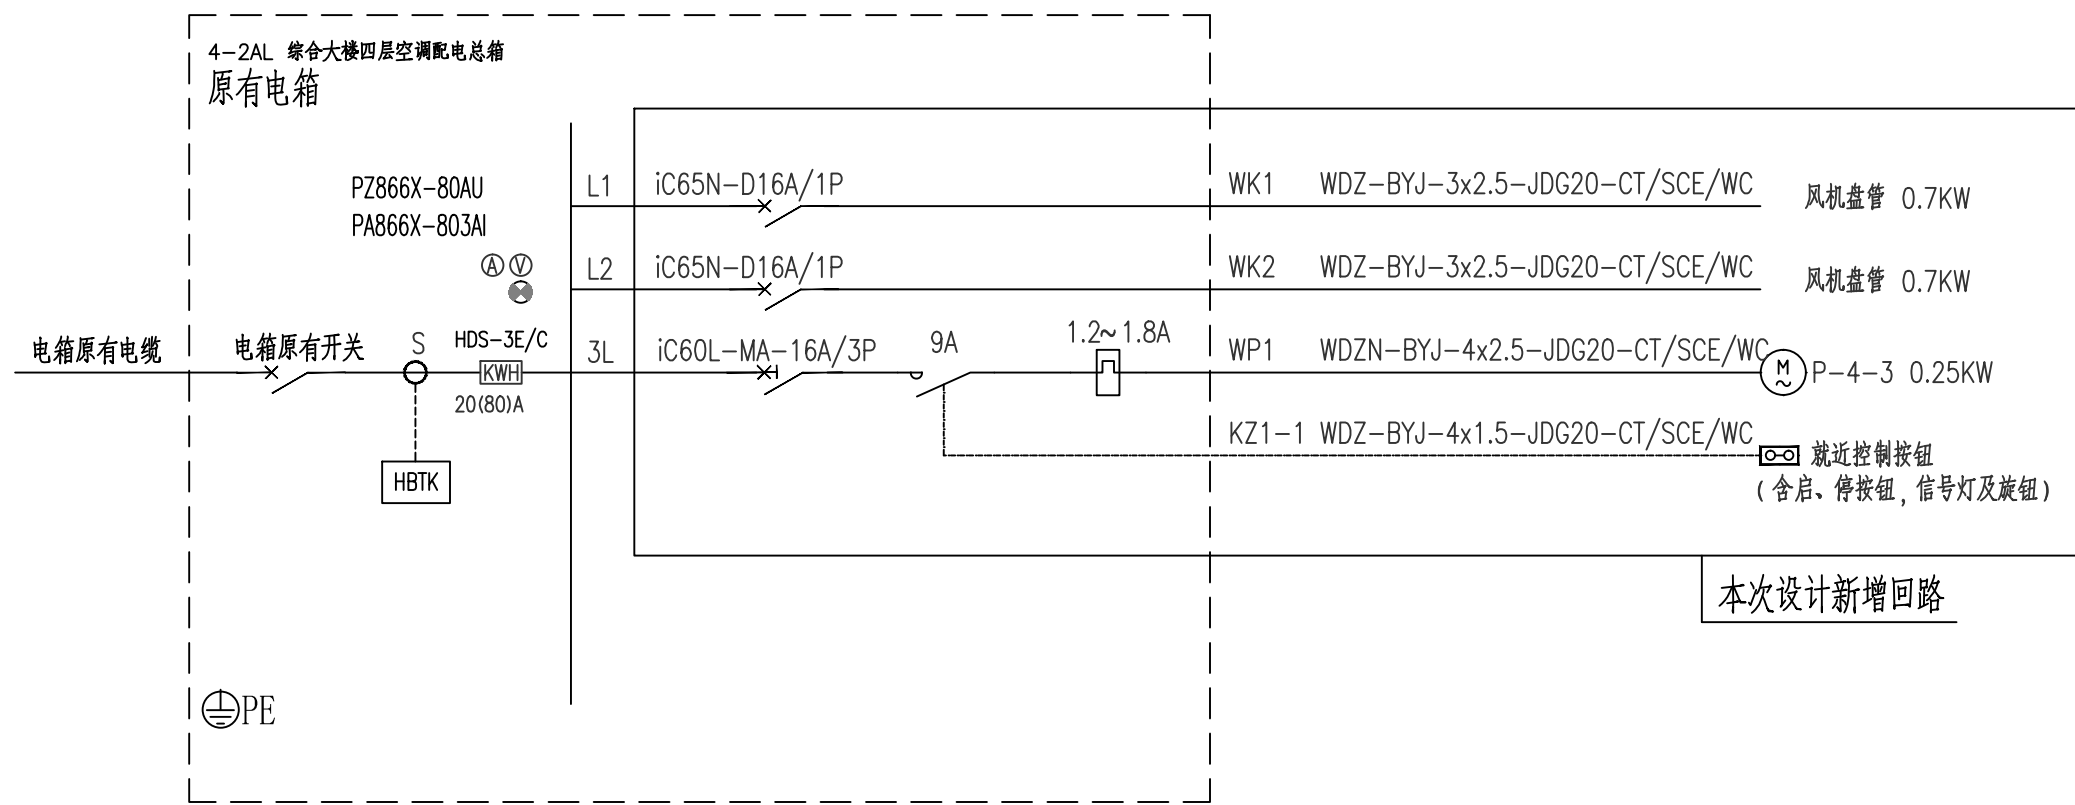 4-2AL 综合大楼四层空调配电总箱
原有电箱
PZ866X-80AU
PA866X-803AI
A V
L1 iC65N-D16A/1P WK1 WDZ-BYJ-3x2.5-JDG20-CT/SCE/WC 风机盘管 0.7KW
L2 iC65N-D16A/1P WK2 WDZ-BYJ-3x2.5-JDG20-CT/SCE/WC 风机盘管 0.7KW
电箱原有电缆 电箱原有开关 S HDS-3E/C 3L iC60L-MA-16A/3P 9A 1.2~1.8A WP1 WDZN-BYJ-4x2.5-JDG20-CT/SCE/WC
KWH M ~ P-4-3 0.25KW
20(80)A
KZ1-1 WDZ-BYJ-4x1.5-JDG20-CT/SCE/WC 就近控制按钮
HBTK (含启、停按钮,信号灯及旋钮)
本次设计新增回路
PE